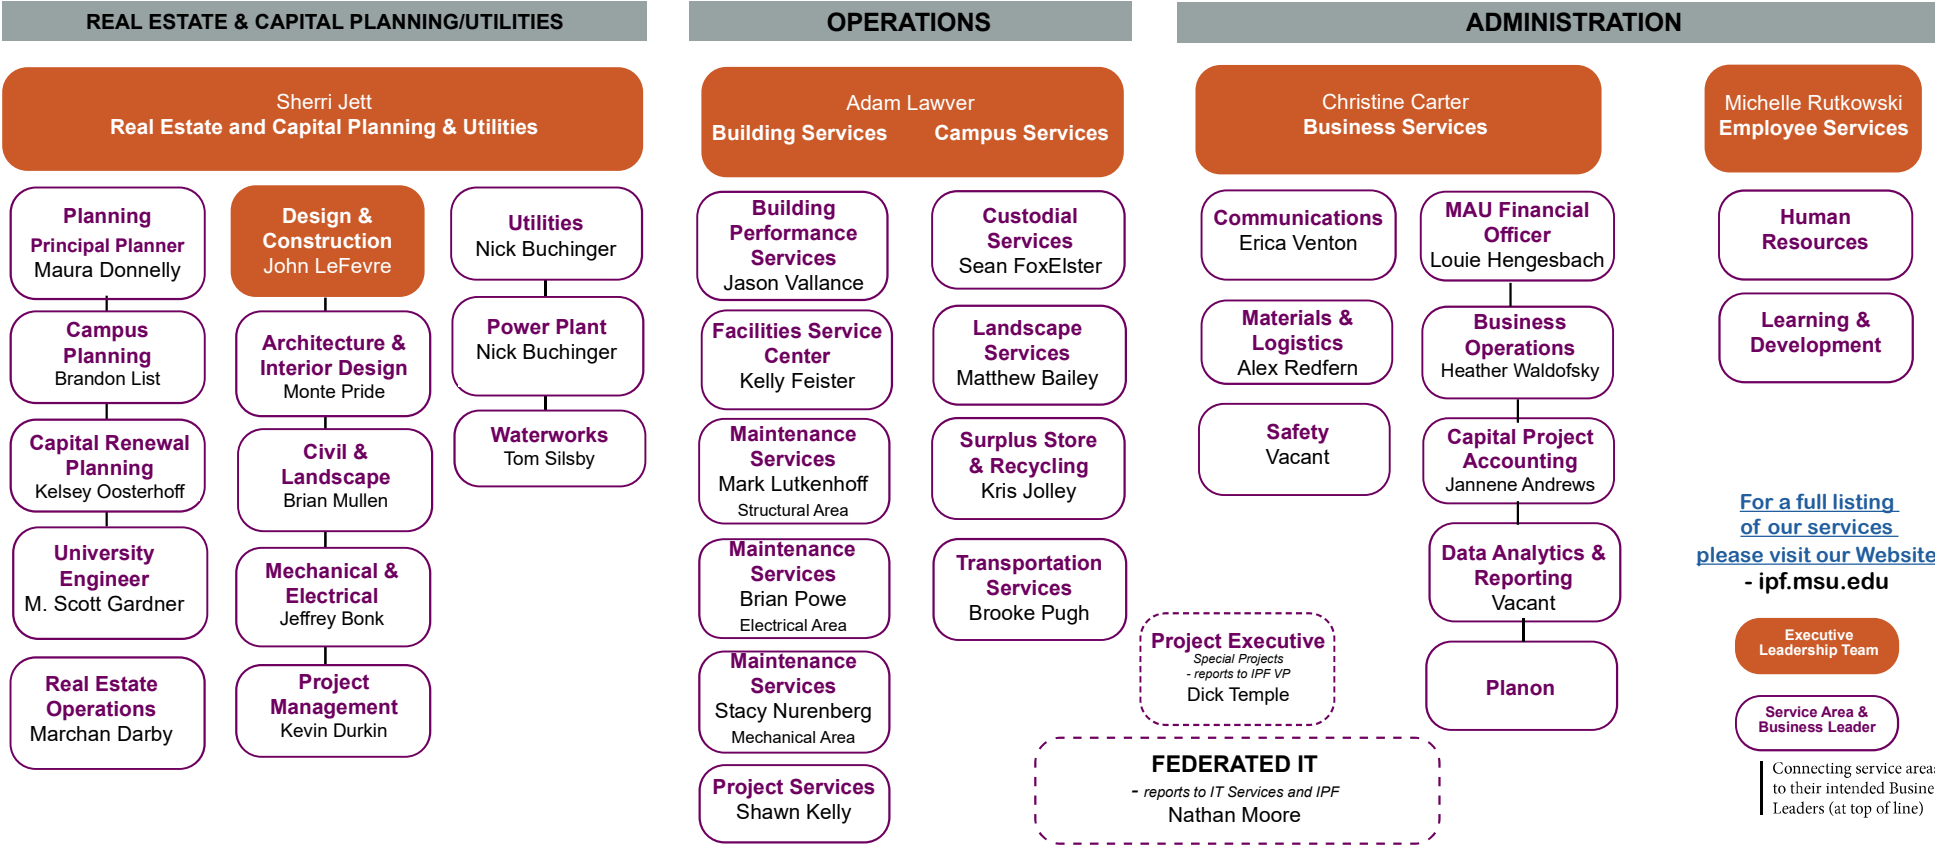 REAL ESTATE & CAPITAL PLANNING/UTILITIES
Sherri Jett
Real Estate and Capital Planning & Utilities
Planning
Principal Planner
Maura Donnelly
Campus
Planning
Brandon List
Capital Renewal
Planning
Kelsey Oosterhoff
University
Engineer
M. Scott Gardner
Real Estate
Operations
Marchan Darby
Design &
Construction
John LeFevre
Architecture &
Interior Design
Monte Pride
Civil &
Landscape
Brian Mullen
Mechanical &
Electrical
Jeffrey Bonk
Project
Management
Kevin Durkin
Utilities
Nick Buchinger
Power Plant
Nick Buchinger
Waterworks
Tom Silsby
OPERATIONS
Adam Lawver
Building Services Campus Services
Building
Performance
Services
Jason Vallance
Facilities Service
Center
Kelly Feister
Maintenance
Services
Mark Lutkenhoff
Structural Area
Maintenance
Services
Brian Powe
Electrical Area
Maintenance
Services
Stacy Nurenberg
Mechanical Area
Project Services
Shawn Kelly
Custodial
Services
Sean FoxElster
Landscape
Services
Matthew Bailey
Surplus Store
& Recycling
Kris Jolley
Transportation
Services
Brooke Pugh
ADMINISTRATION
Christine Carter
Business Services
Communications
Erica Venton
Materials &
Logistics
Alex Redfern
Safety
Vacant
MAU Financial
Officer
Louie Hengesbach
Business
Operations
Heather Waldofsky
Capital Project
Accounting
Jannene Andrews
Data Analytics &
Reporting
Vacant
Planon
Project Executive
Special Projects
- reports to IPF VP
Dick Temple
FEDERATED IT
- reports to IT Services and IPF
Nathan Moore
Michelle Rutkowski
Employee Services
Human
Resources
Learning &
Development
For a full listing
of our services
please visit our Website
- ipf.msu.edu
Executive
Leadership Team
Service Area &
Business Leader
Connecting service area
to their intended Busine
Leaders (at top of line)